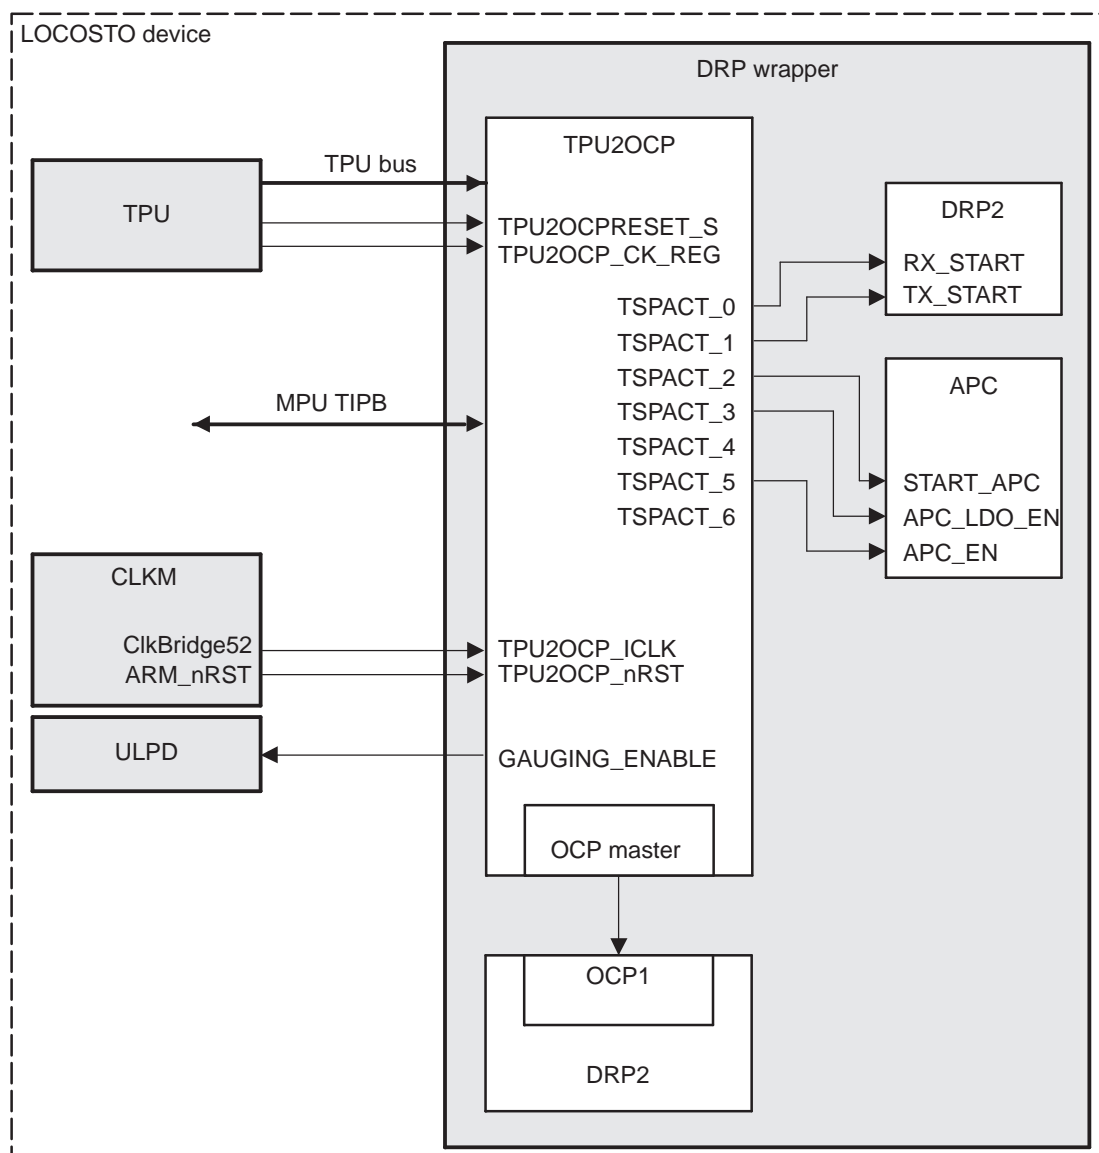 LOCOSTO device
DRP wrapper
TPU2OCP
TPU bus
TPU
DRP2
TPU2OCPRESET_S
TPU2OCP_CK_REG
RX_START
TX_START
TSPACT_0
TSPACT_1
TSPACT_2
TSPACT_3
TSPACT_4
TSPACT_5
TSPACT_6
MPU TIPB
APC
START_APC
APC_LDO_EN
APC_EN
CLKM
ClkBridge52
ARM_nRST
TPU2OCP_ICLK
TPU2OCP_nRST
ULPD
GAUGING_ENABLE
OCP master
OCP1
DRP2